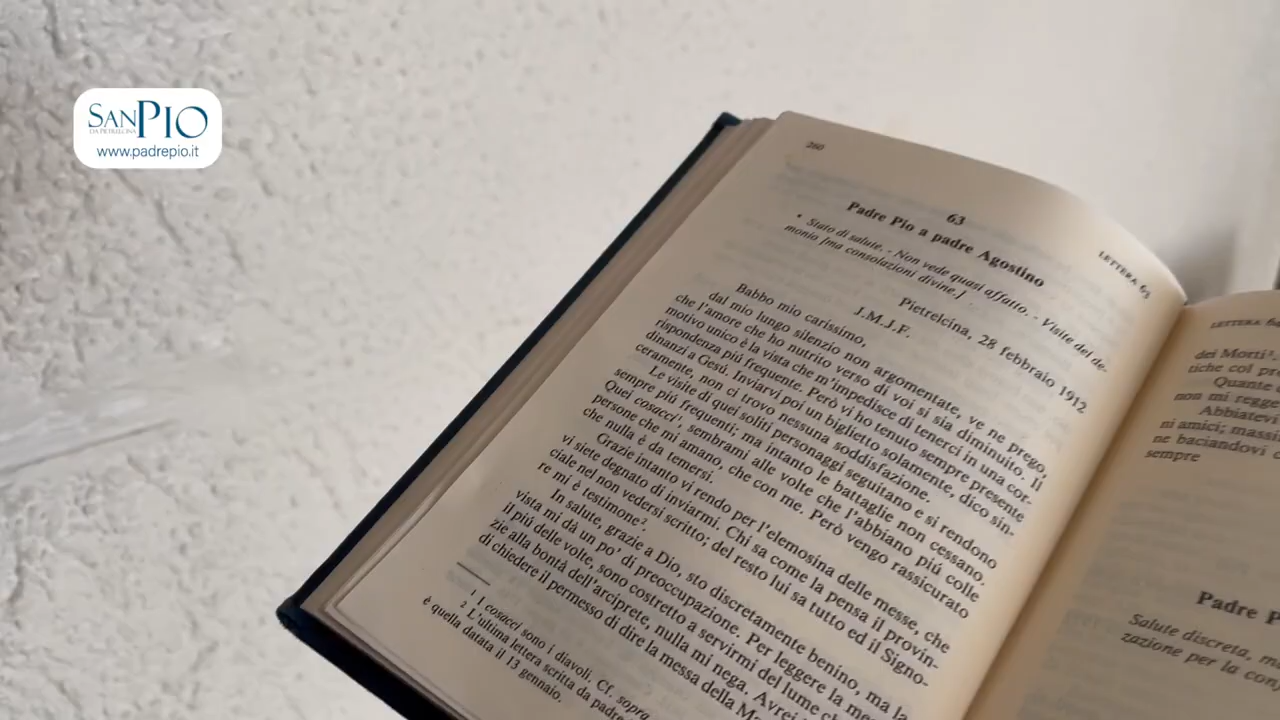 SANPIO
DA PIETRELCINA
www.padrepio.it
260
LETTERA 63
63
Padre Pio a padre Agostino
• Stato di salute. - Non vede quasi affatto. - Visite del de-
monio [ma consolazioni divine.]
Pietrelcina, 28 febbraio 1912
J.M.J.F.
Babbo mio carissimo,
dal mio lungo silenzio non argomentate, ve ne prego,
che l'amore che ho nutrito verso di voi si sia diminuito. Il
motivo unico è la vista che m'impedisce di tenerci in una cor-
rispondenza piú frequente. Però vi ho tenuto sempre presente
dinanzi a Gesú. Inviarvi poi un biglietto solamente, dico sin-
ceramente, non ci trovo nessuna soddisfazione.
Le visite di quei soliti personaggi seguitano e si rendono
sempre piú frequenti; ma intanto le battaglie non cessano.
Quei cosacci¹, sembrami alle volte che l'abbiano piú colle
persone che mi amano, che con me. Però vengo rassicurato
che nulla è da temersi.
Grazie intanto vi rendo per l'elemosina delle messe, che
vi siete degnato di inviarmi. Chi sa come la pensa il provin-
ciale nel non vedersi scritto; del resto lui sa tutto ed il Signo-
re mi è testimone².
In salute, grazie a Dio, sto discretamente benino, ma la
vista mi dà un po' di preoccupazione. Per leggere la
il piú delle volte, sono costretto a servirmi del lume
zie alla bontà dell'arciprete, nulla mi nega. Avrei
di chiedere il permesso di dire la messa della
¹ I cosacci sono i diavoli. Cf. sopra
² L'ultima lettera scritta da padre
è quella datata il 13 gennaio.
LETTERA
dei Morti³
tiche col
Quante
non mi
Abbiatevi
ni amici;
ne baciandovi
sempre
Padre
Salute discreta,
zazione per la